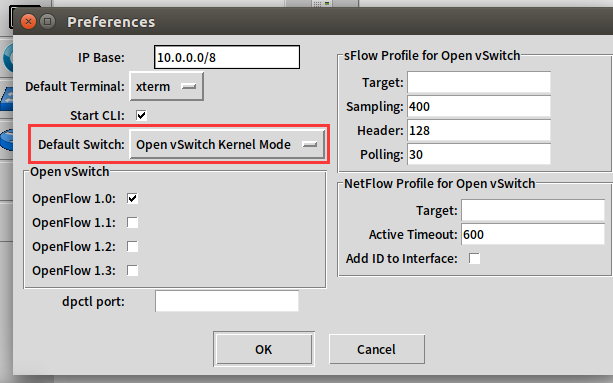 Preferences
IP Base: 10.0.0.0/8
Default Terminal: xterm
Start CLI:
Default Switch: Open vSwitch Kernel Mode
Open vSwitch
OpenFlow 1.0:
OpenFlow 1.1:
OpenFlow 1.2:
OpenFlow 1.3:
dpctl port:
sFlow Profile for Open vSwitch
Target:
Sampling: 400
Header: 128
Polling: 30
NetFlow Profile for Open vSwitch
Target:
Active Timeout: 600
Add ID to Interface:
OK
Cancel